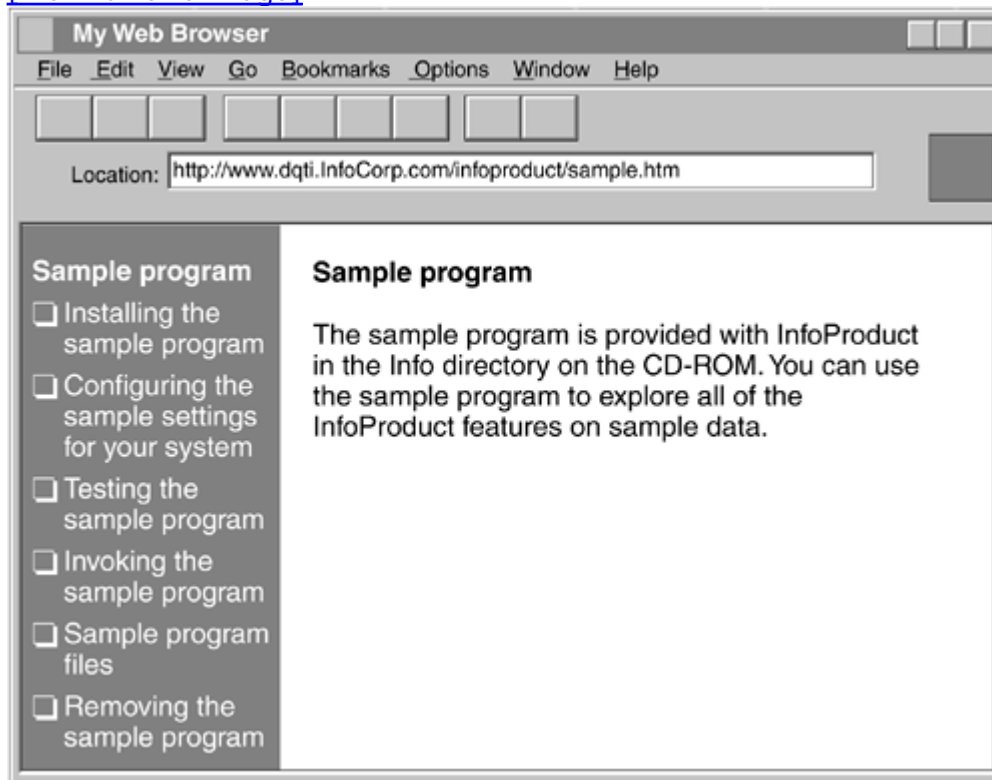 My Web Browser
File Edit View Go Bookmarks Options Window Help
Location: http://www.dqti.InfoCorp.com/infoproduct/sample.htm
Sample program
Installing the
sample program
Configuring the
sample settings
for your system
Testing the
sample program
Invoking the
sample program
Sample program
files
Removing the
sample program
Sample program
The sample program is provided with InfoProduct
in the Info directory on the CD-ROM. You can use
the sample program to explore all of the
InfoProduct features on sample data.